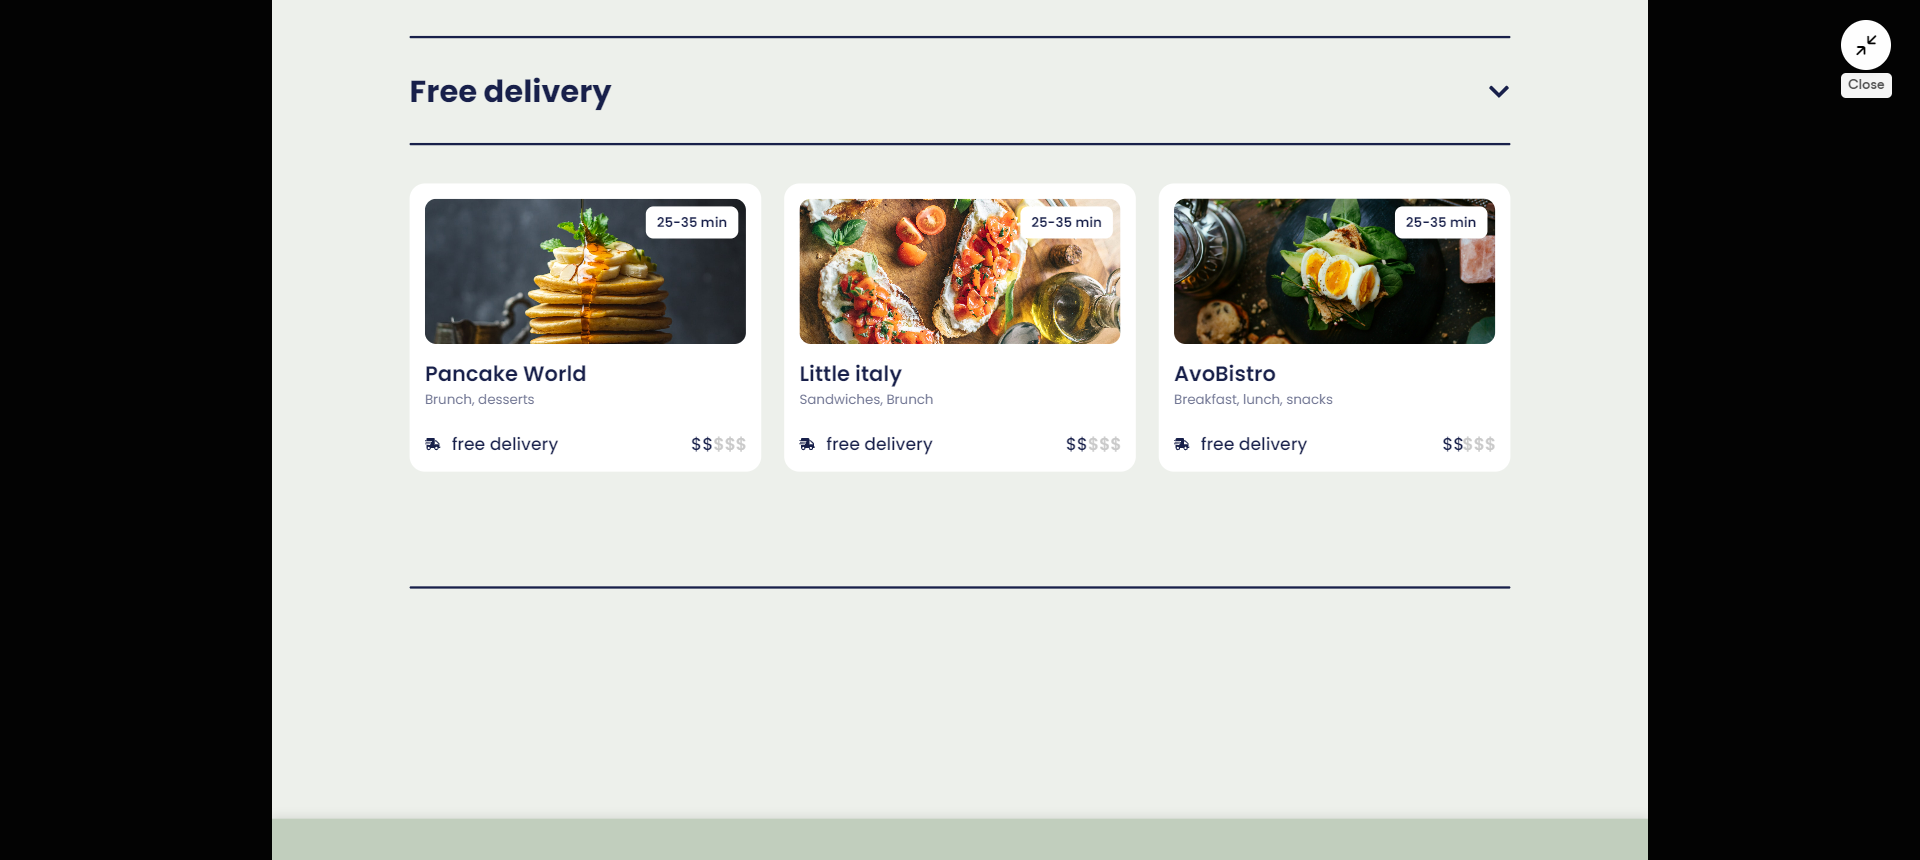 Close
Free delivery
25-35 min
25-35 min
25-35 min
Pancake World
Brunch, desserts
free delivery
$$$$$
Little italy
Sandwiches, Brunch
free delivery
$$$$$
AvoBistro
Breakfast, lunch, snacks
free delivery
$$$$$